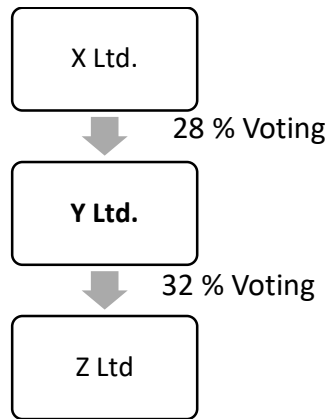 X Ltd.
28 % Voting
Y Ltd.
32 % Voting
Z Ltd